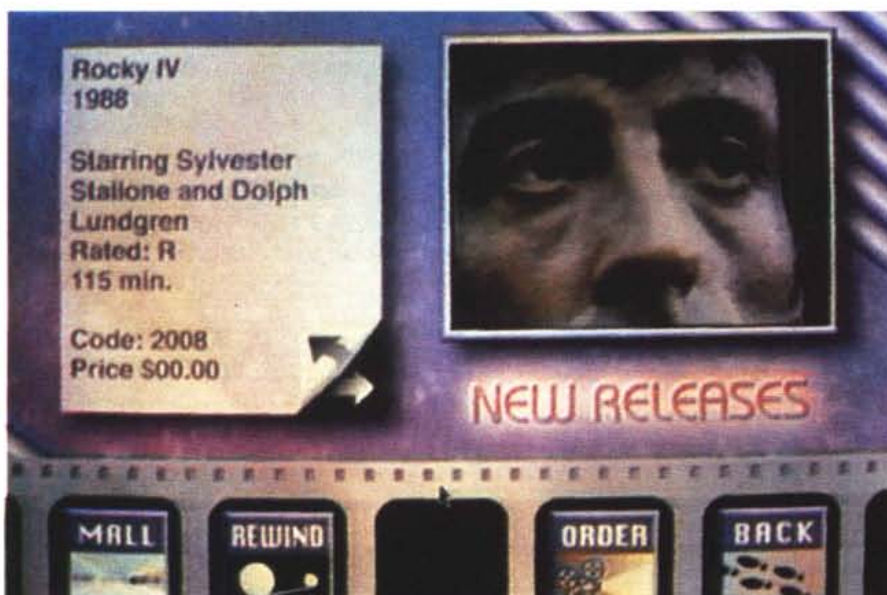 Rocky IV
1988
Starring Sylvester
Stallone and Dolph
Lundgren
Rated: R
115 min.
Code: 2008
Price $00.00
NEW RELEASES
MALL
REWIND
ORDER
BACK